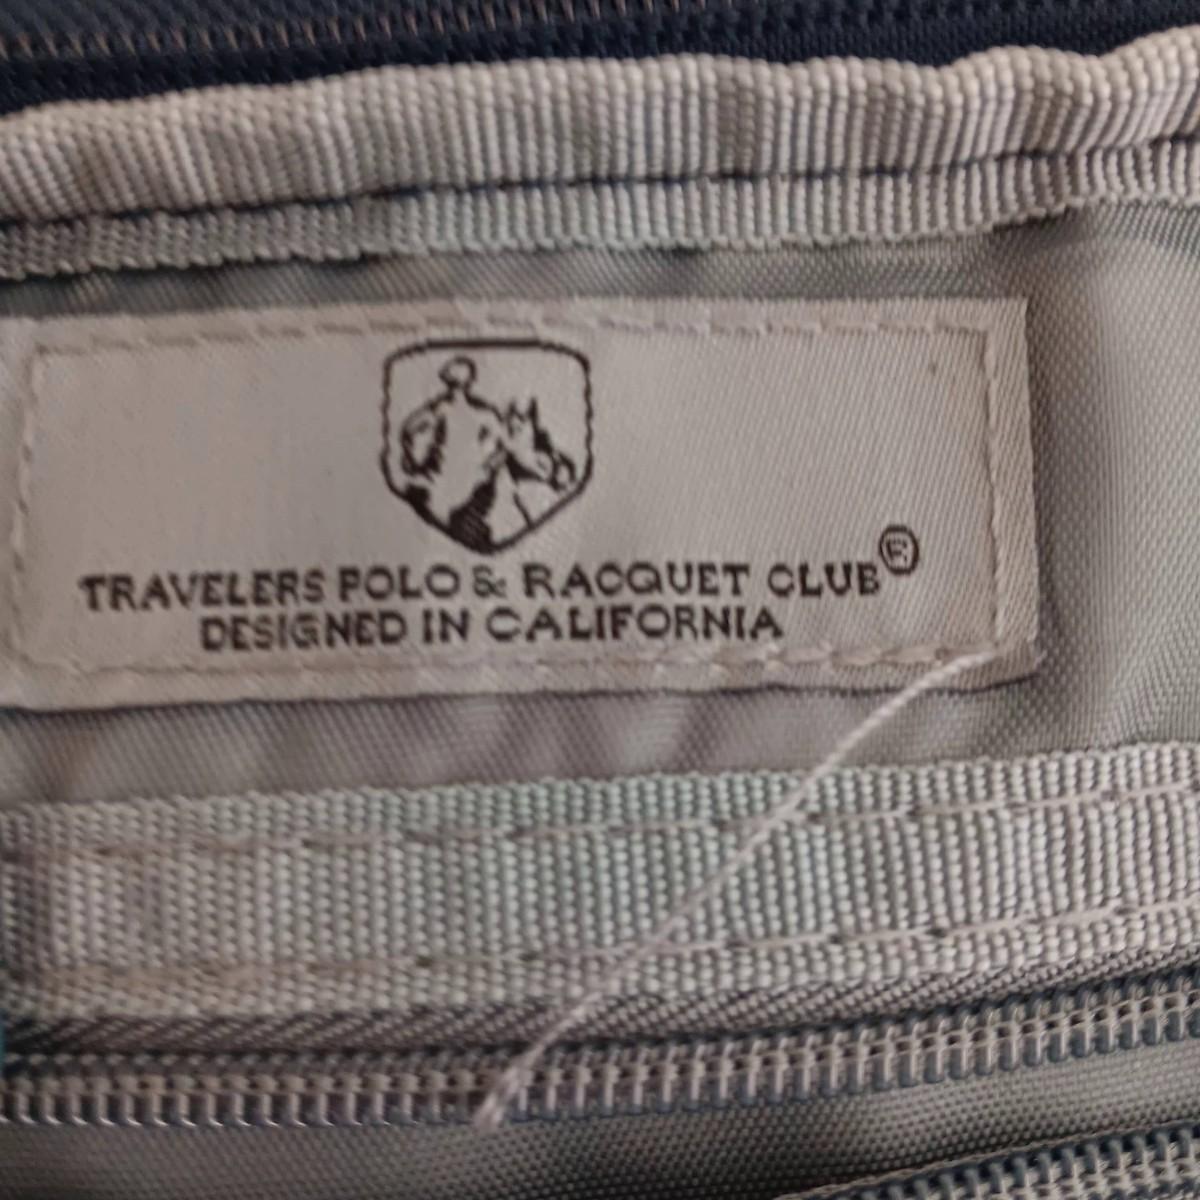 TRAVELERS POLO & RACQUET CLUB®
DESIGNED IN CALIFORNIA